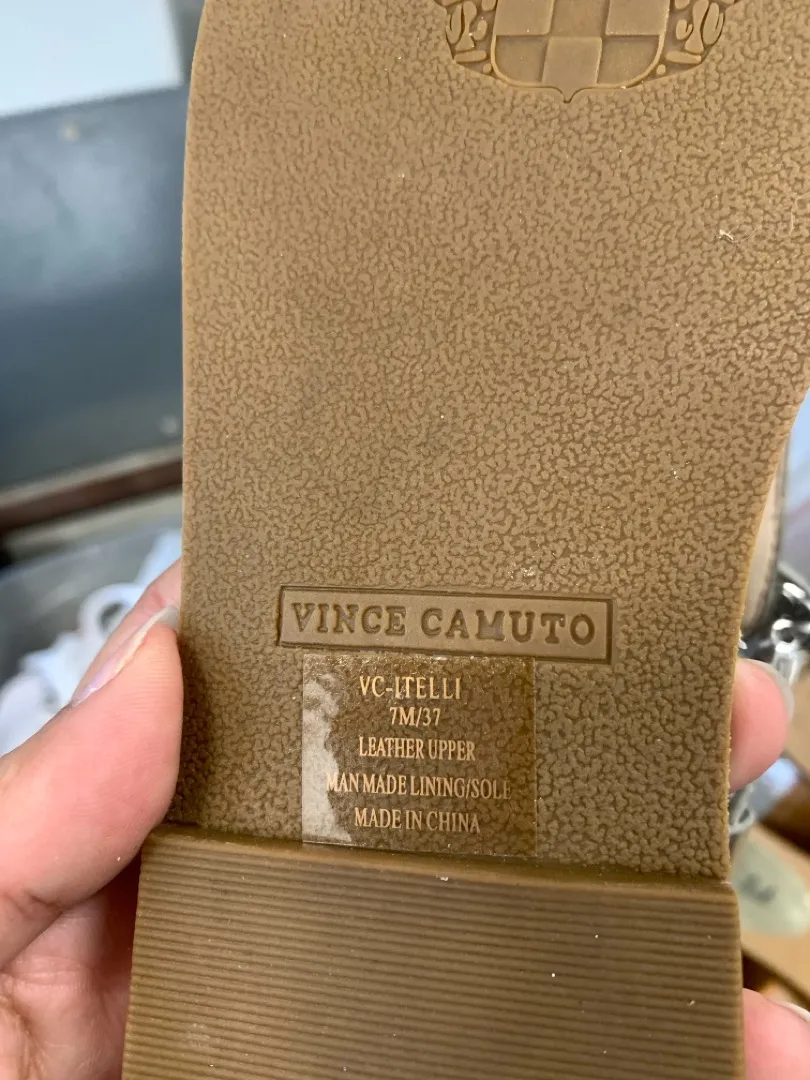 VINCE CAMUTO
VC-ITELLI
7M/37
LEATHER UPPER
MAN MADE LINING/SOLE
MADE IN CHINA